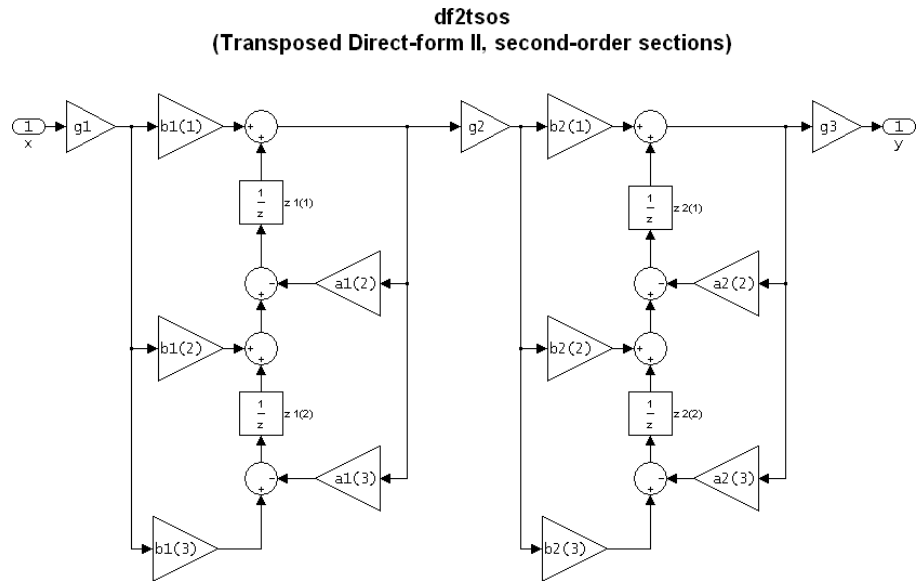 df2tsos
(Transposed Direct-form II, second-order sections)
1
x
g1
b1(1)
+
+
g2
b2(1)
+
+
g3
1
y
1
z
z 1(1)
1
z
z 2(1)
+
−
a1(2)
+
−
a2(2)
b1(2)
+
+
b2(2)
+
+
1
z
z 1(2)
1
z
z 2(2)
+
−
a1(3)
+
−
a2(3)
b1(3)
b2(3)